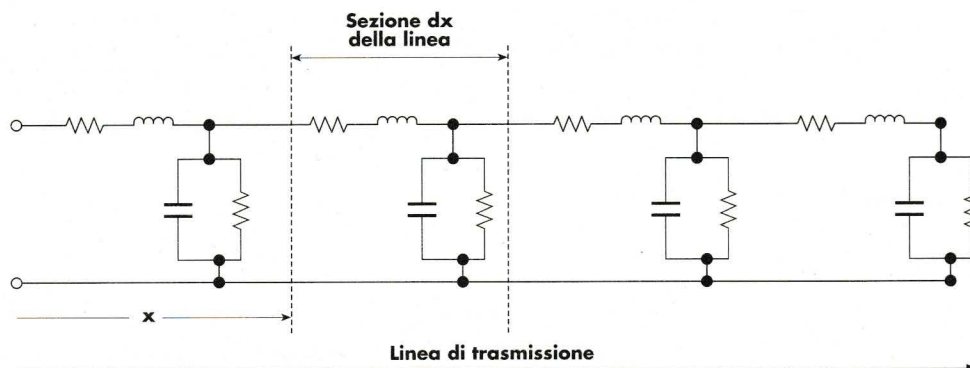 Sezione dx
della linea
x
Linea di trasmissione